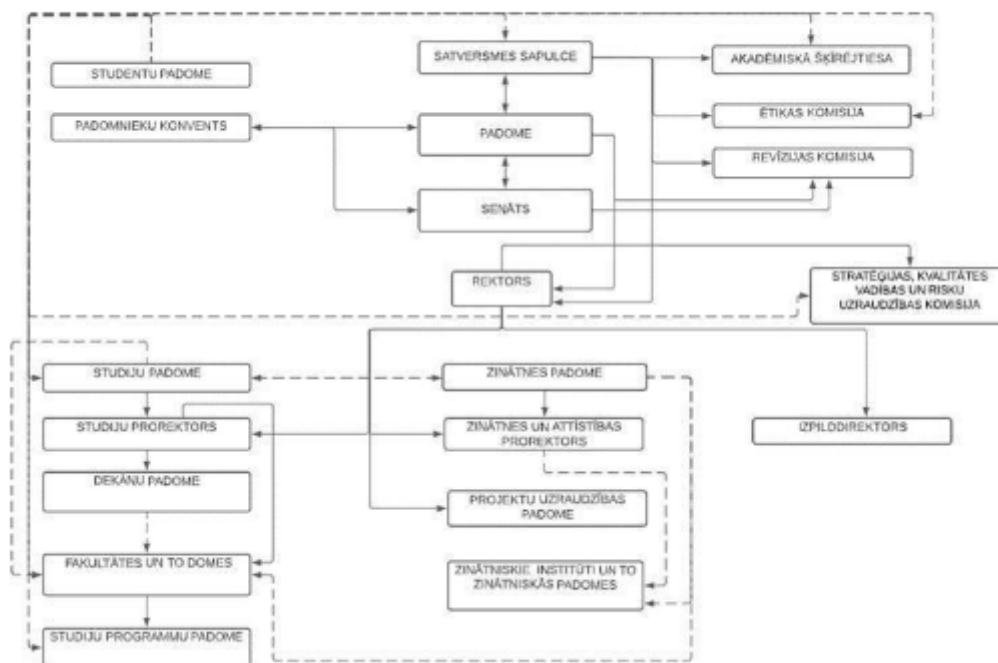 SATVERSMES SAPULCE
AKADĒMISKĀ ŠĶĪRĒJTIESA
STUDENTU PADOME
PADOMNIEKU KONVENTS
PADOME
ĒTIKAS KOMISIJA
REVĪZIJAS KOMISIJA
SENĀTS
REKTORS
STRATĒĢIJAS, KVALITĀTES
VADĪBAS UN RISKU
UZRAUDZĪBAS KOMISIJA
STUDIJU PADOME
ZINĀTNES PADOME
STUDIJU PROREKTORS
ZINĀTNES UN ATTĪSTĪBAS
PROREKTORS
IZPILDDIREKTORS
DEKĀNU PADOME
PROJEKTU UZRAUDZĪBAS
PADOME
FAKULTĀTES UN TO DOMES
ZINĀTNISKIE INSTITŪTI UN TO
ZINĀTNISKĀS PADOMES
STUDIJU PROGRAMMU PADOME